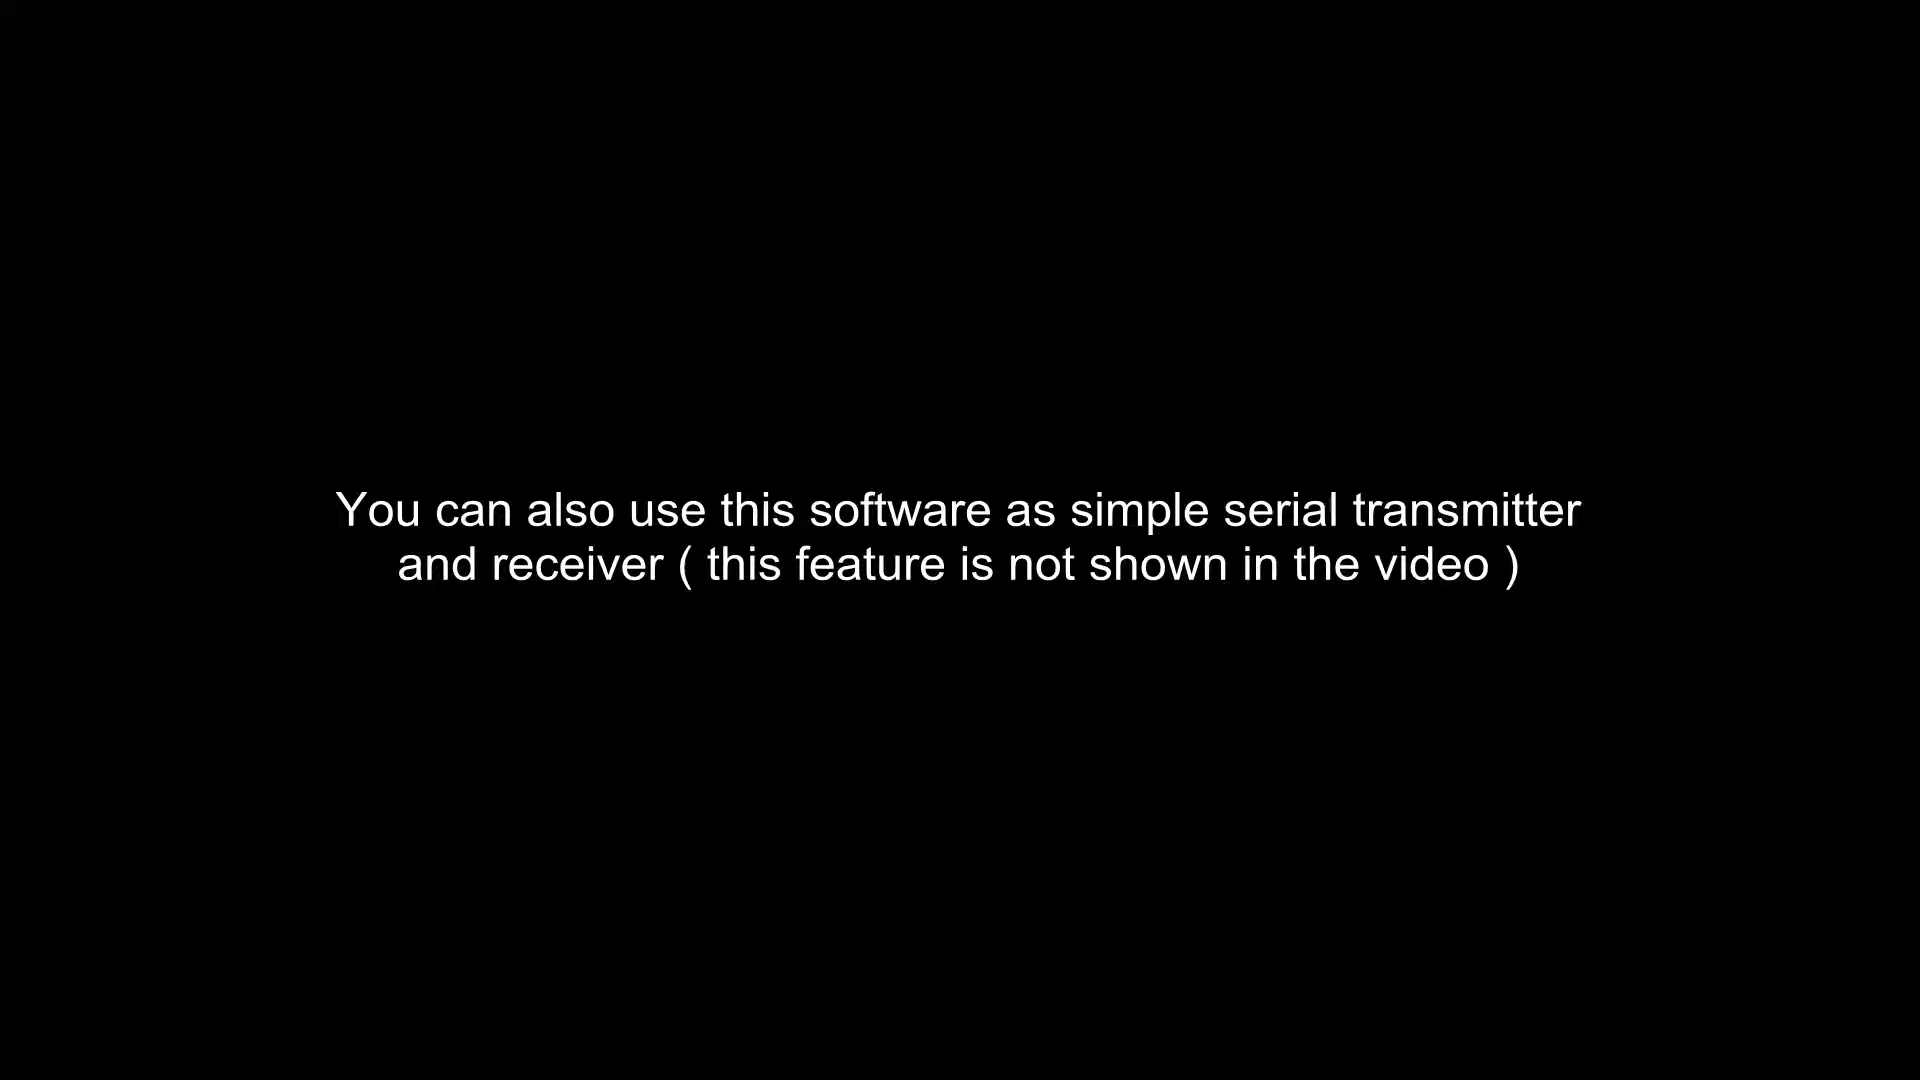 You can also use this software as simple serial transmitter
and receiver ( this feature is not shown in the video )